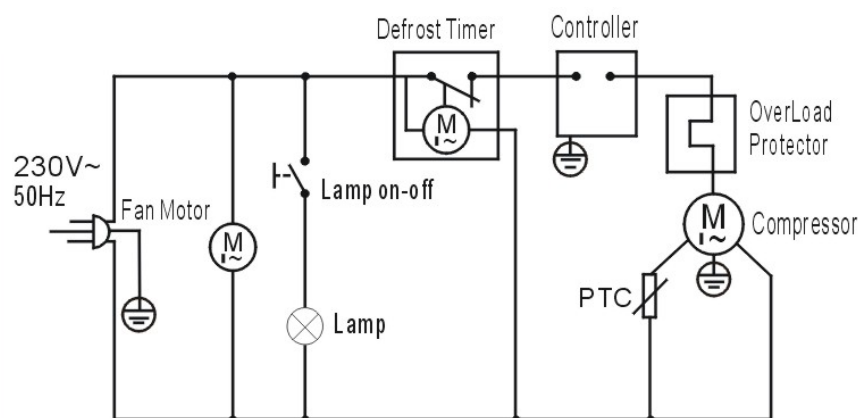 Defrost Timer
Controller
OverLoad
Protector
M
~
230V~
50Hz
Fan Motor
Lamp on-off
M
~
M
~
Compressor
PTC
Lamp